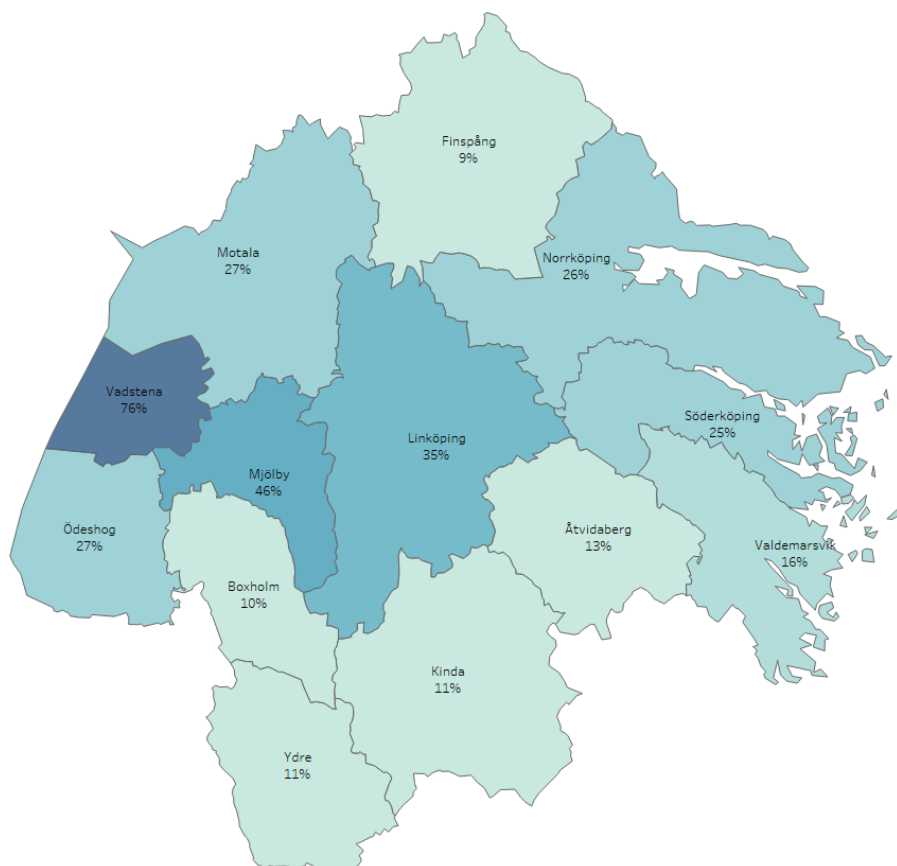 Finspång
9%
Motala
27%
Norrköping
26%
Vadstena
76%
Söderköping
25%
Linköping
35%
Mjölby
46%
Ödeshog
27%
Åtvidaberg
13%
Valdemarsvik
16%
Boxholm
10%
Kinda
11%
Ydre
11%